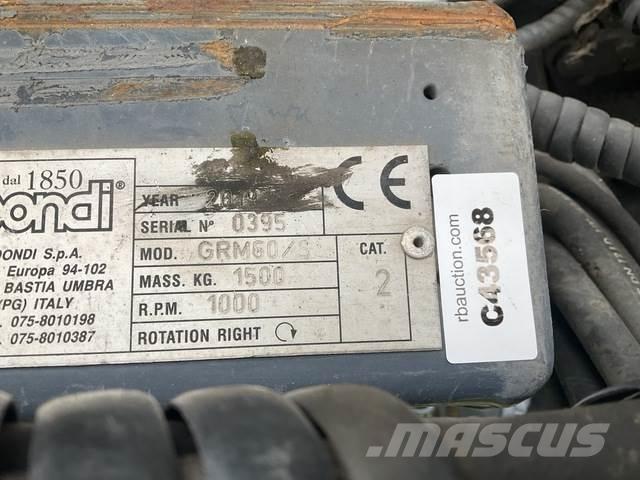 dal 1850
ondi®
ONDI S.p.A.
Europa 94-102
BASTIA UMBRA
(PG) ITALY
075-8010198
075-8010387
YEAR
SERIAL N° 0395
MOD. GRM60/S
MASS. KG. 1500
R.P.M. 1000
ROTATION RIGHT
CE
CAT.
2
rbauction.com
C43568
MASCUS